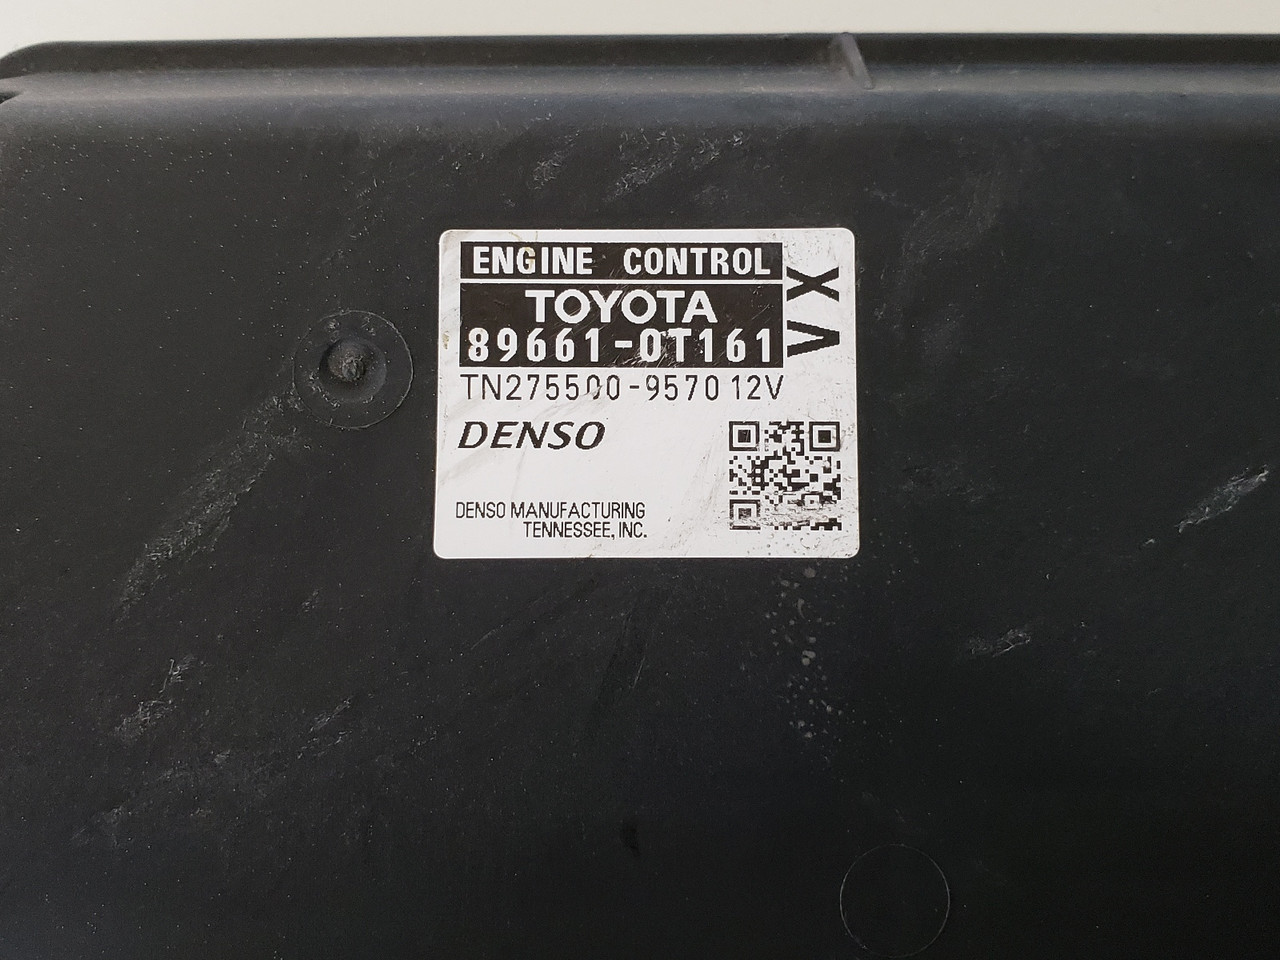 ENGINE CONTROL
TOYOTA
89661-0T161
VX
TN275500-9570 12V
DENSO
DENSO MANUFACTURING
TENNESSEE, INC.